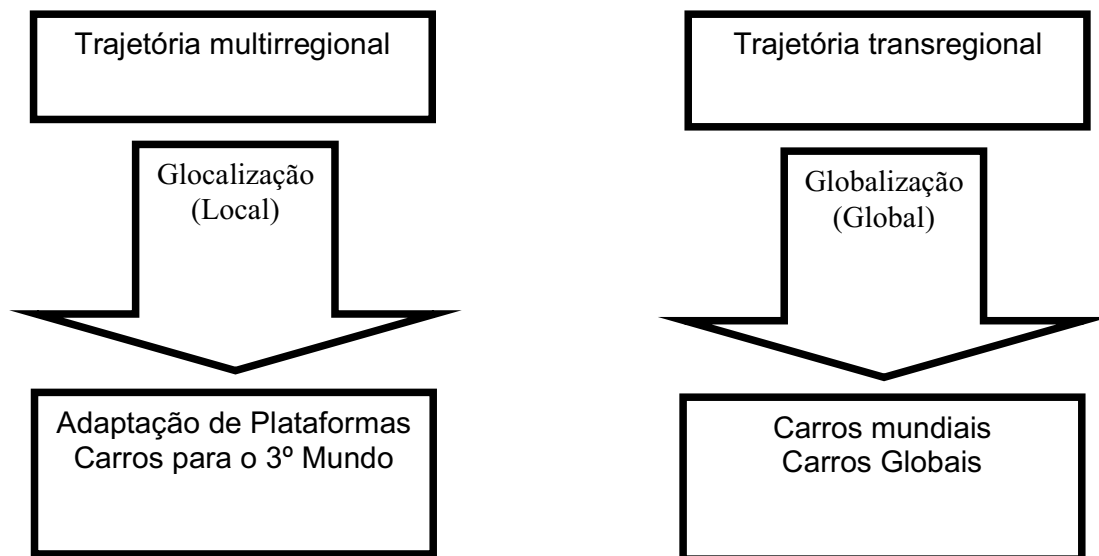 Trajetória multirregional
Glocalização
(Local)
Adaptação de Plataformas
Carros para o 3º Mundo
Trajetória transregional
Globalização
(Global)
Carros mundiais
Carros Globais